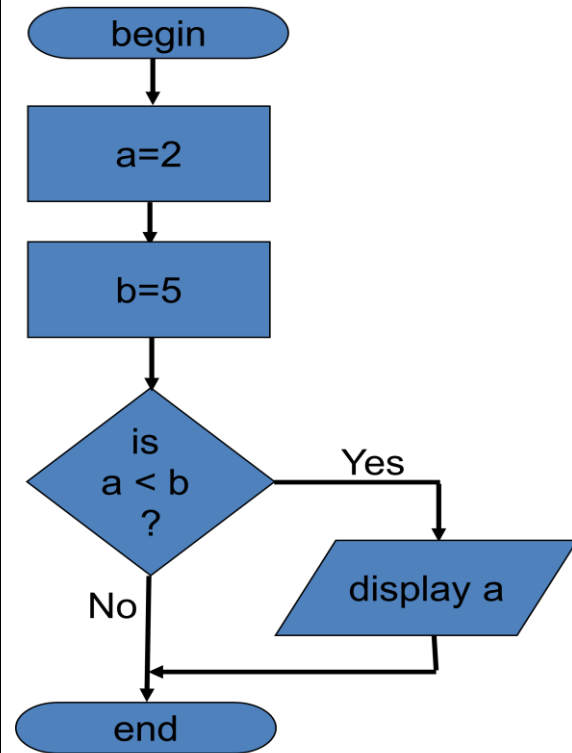 begin
a=2
b=5
is
a < b
?
Yes
display a
No
end